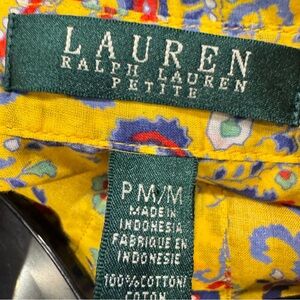 LAUREN
RALPH LAUREN
PETITE
PM/M
MADE IN
INDONESIA
FABRIQUE EN
INDONESIE
100% COTTON/
COTON